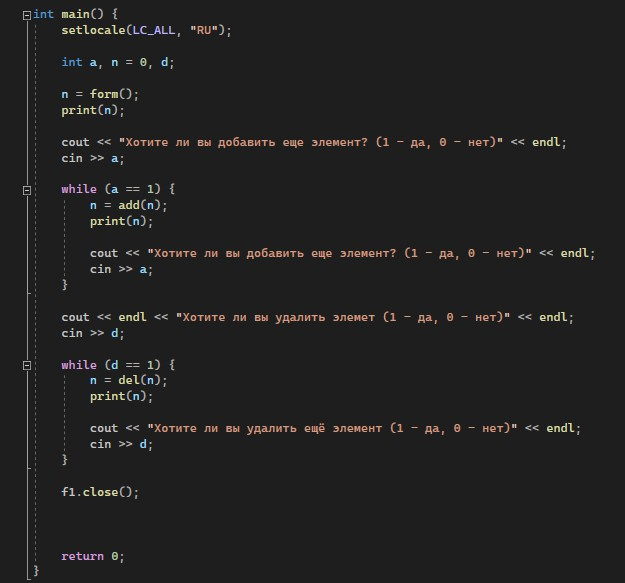 int main() {
setlocale(LC_ALL, "RU");
int a, n = 0, d;
n = form();
print(n);
cout << "Хотите ли вы добавить еще элемент? (1 - да, 0 - нет)" << endl;
cin >> a;
while (a == 1) {
n = add(n);
print(n);
cout << "Хотите ли вы добавить еще элемент? (1 - да, 0 - нет)" << endl;
cin >> a;
}
cout << endl << "Хотите ли вы удалить элемет (1 - да, 0 - нет)" << endl;
cin >> d;
while (d == 1) {
n = del(n);
print(n);
cout << "Хотите ли вы удалить ещё элемент (1 - да, 0 - нет)" << endl;
cin >> d;
}
f1.close();
return 0;
}